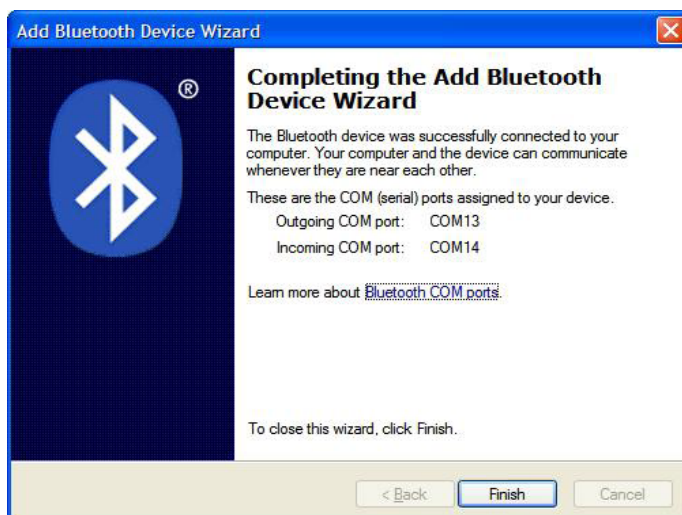 Add Bluetooth Device Wizard
®
Completing the Add Bluetooth
Device Wizard
The Bluetooth device was successfully connected to your
computer. Your computer and the device can communicate
whenever they are near each other.
These are the COM (serial) ports assigned to your device.
Outgoing COM port: COM13
Incoming COM port: COM14
Learn more about Bluetooth COM ports.
To close this wizard, click Finish.
< Back Finish Cancel